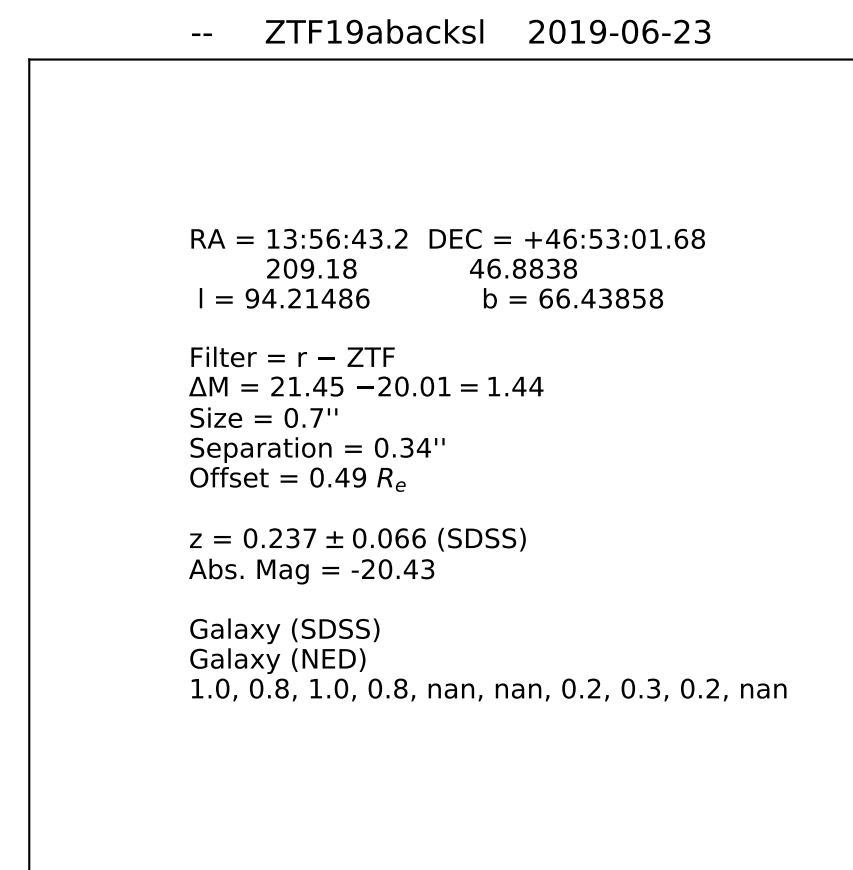 -- ZTF19abacksl 2019-06-23
RA = 13:56:43.2 DEC = +46:53:01.68
209.18 46.8838
l = 94.21486 b = 66.43858
Filter = r − ZTF
ΔM = 21.45 −20.01 = 1.44
Size = 0.7''
Separation = 0.34''
Offset = 0.49 Rₑ
z = 0.237 ± 0.066 (SDSS)
Abs. Mag = -20.43
Galaxy (SDSS)
Galaxy (NED)
1.0, 0.8, 1.0, 0.8, nan, nan, 0.2, 0.3, 0.2, nan